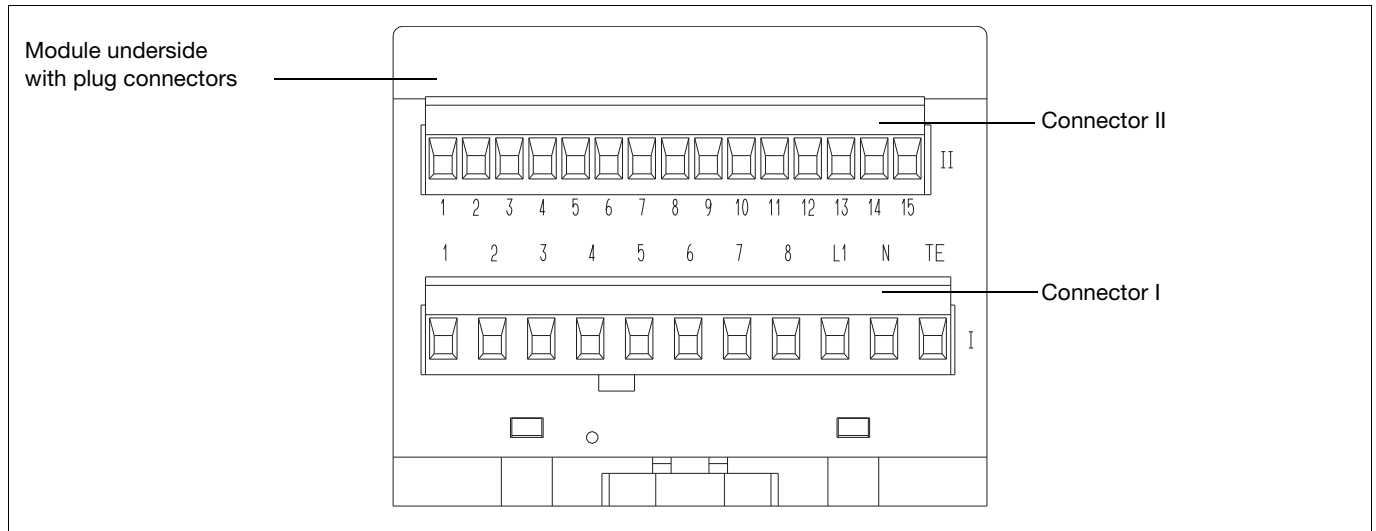 Module underside
with plug connectors
Connector II
II
1 2 3 4 5 6 7 8 9 10 11 12 13 14 15
1 2 3 4 5 6 7 8 L1 N TE
Connector I
I